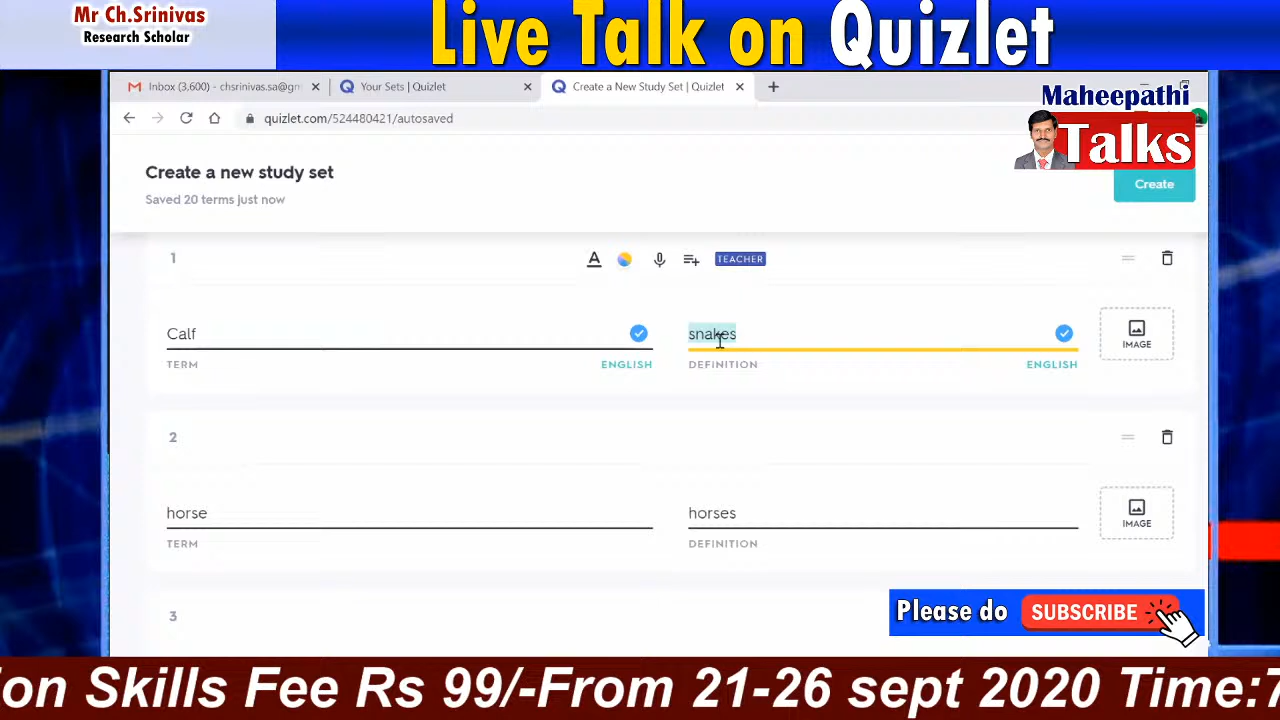 Mr Ch.Srinivas
Research Scholar
Live Talk on Quizlet
Inbox (3,600) - chsrinivas.sa@gm
Your Sets | Quizlet
Create a New Study Set | Quizlet
quizlet.com/524480421/autosaved
Maheepathi
Talks
Create a new study set
Saved 20 terms just now
Create
1
TEACHER
Calf
snakes
TERM
ENGLISH
DEFINITION
ENGLISH
IMAGE
2
horse
horses
TERM
DEFINITION
IMAGE
3
Please do SUBSCRIBE
ion Skills Fee Rs 99/-From 21-26 sept 2020 Time:7